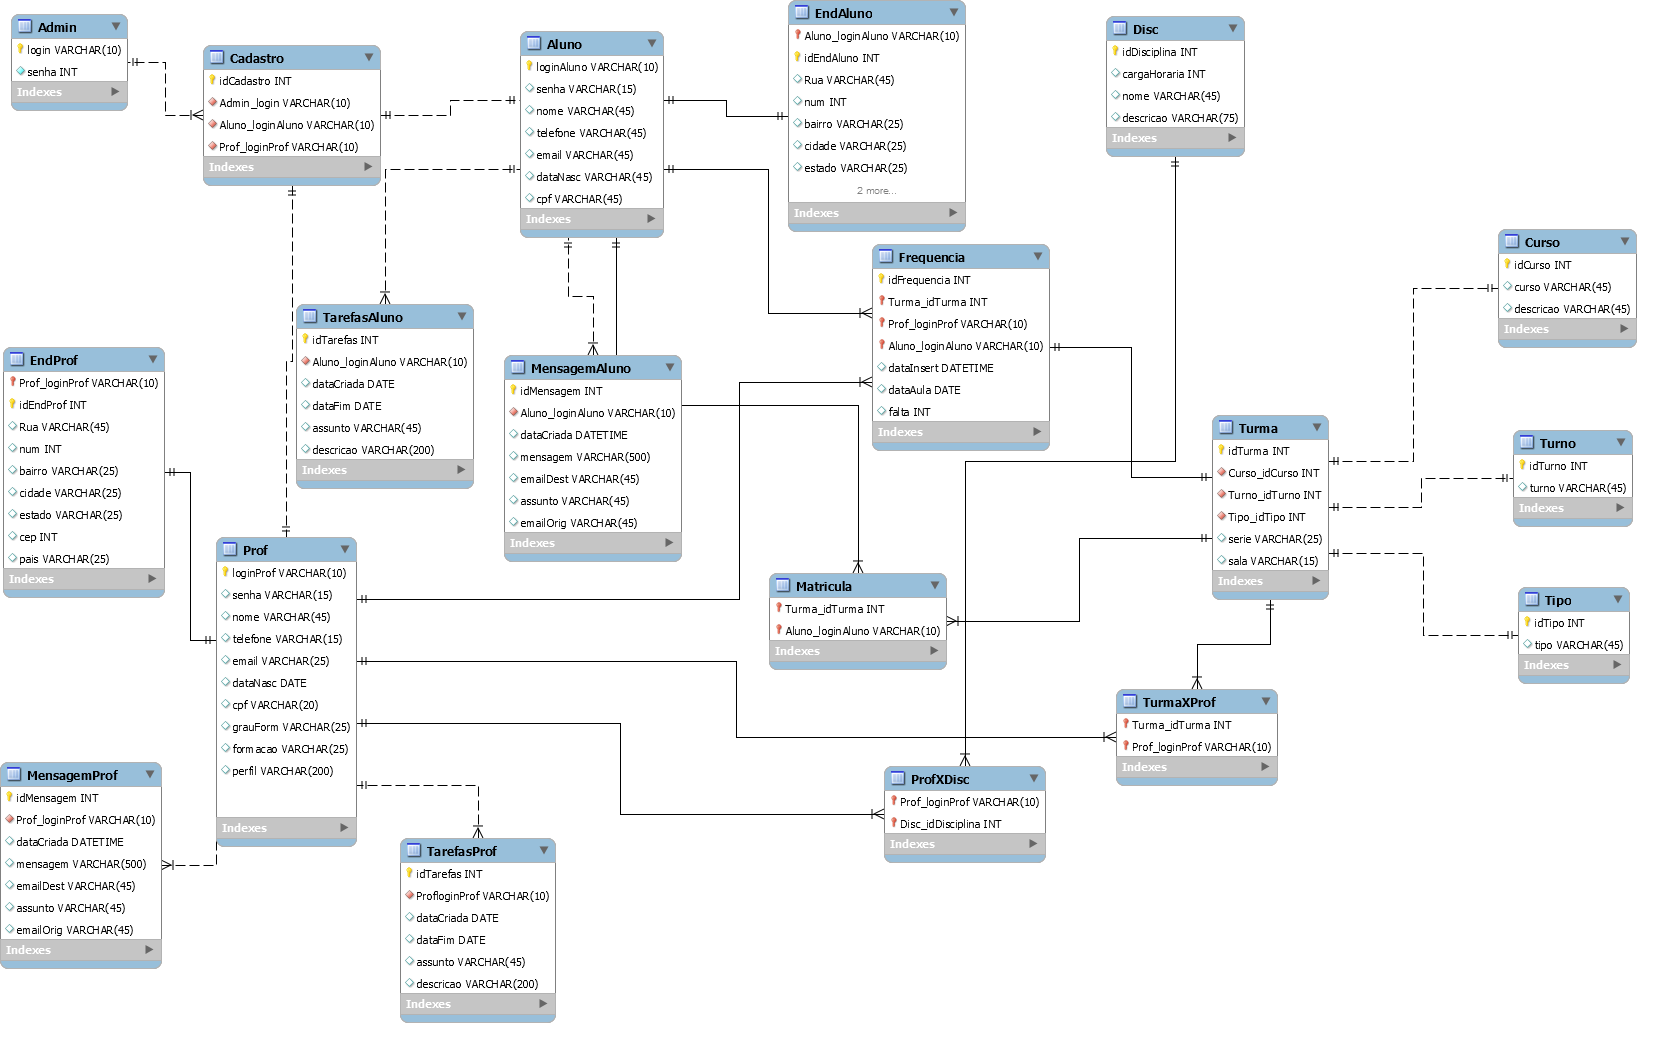 Admin
login VARCHAR(10)
senha INT
Indexes
Cadastro
idCadastro INT
Admin_login VARCHAR(10)
Aluno_loginAluno VARCHAR(10)
Prof_loginProf VARCHAR(10)
Indexes
Aluno
loginAluno VARCHAR(10)
senha VARCHAR(15)
nome VARCHAR(45)
telefone VARCHAR(45)
email VARCHAR(45)
dataNasc VARCHAR(45)
cpf VARCHAR(45)
Indexes
EndAluno
Aluno_loginAluno VARCHAR(10)
idEndAluno INT
Rua VARCHAR(45)
num INT
bairro VARCHAR(25)
cidade VARCHAR(25)
estado VARCHAR(25)
2 more...
Indexes
Disc
idDisciplina INT
cargaHoraria INT
nome VARCHAR(45)
descricao VARCHAR(75)
Indexes
Frequencia
idFrequencia INT
Turma_idTurma INT
Prof_loginProf VARCHAR(10)
Aluno_loginAluno VARCHAR(10)
dataInsert DATETIME
dataAula DATE
falta INT
Indexes
Curso
idCurso INT
curso VARCHAR(45)
descricao VARCHAR(45)
Indexes
TarefasAluno
idTarefas INT
Aluno_loginAluno VARCHAR(10)
dataCriada DATE
dataFim DATE
assunto VARCHAR(45)
descricao VARCHAR(200)
Indexes
EndProf
Prof_loginProf VARCHAR(10)
idEndProf INT
Rua VARCHAR(45)
num INT
bairro VARCHAR(25)
cidade VARCHAR(25)
estado VARCHAR(25)
cep INT
pais VARCHAR(25)
Indexes
MensagemAluno
idMensagem INT
Aluno_loginAluno VARCHAR(10)
dataCriada DATETIME
mensagem VARCHAR(500)
emailDest VARCHAR(45)
assunto VARCHAR(45)
emailOrig VARCHAR(45)
Indexes
Turma
idTurma INT
Curso_idCurso INT
Turno_idTurno INT
Tipo_idTipo INT
serie VARCHAR(25)
sala VARCHAR(15)
Indexes
Turno
idTurno INT
turno VARCHAR(45)
Indexes
Prof
loginProf VARCHAR(10)
senha VARCHAR(15)
nome VARCHAR(45)
telefone VARCHAR(15)
email VARCHAR(25)
dataNasc DATE
cpf VARCHAR(20)
grauForm VARCHAR(25)
formacao VARCHAR(25)
perfil VARCHAR(200)
Indexes
Matricula
Turma_idTurma INT
Aluno_loginAluno VARCHAR(10)
Indexes
Tipo
idTipo INT
tipo VARCHAR(45)
Indexes
TurmaXProf
Turma_idTurma INT
Prof_loginProf VARCHAR(10)
Indexes
MensagemProf
idMensagem INT
Prof_loginProf VARCHAR(10)
dataCriada DATETIME
mensagem VARCHAR(500)
emailDest VARCHAR(45)
assunto VARCHAR(45)
emailOrig VARCHAR(45)
Indexes
ProfXDisc
Prof_loginProf VARCHAR(10)
Disc_idDisciplina INT
Indexes
TarefasProf
idTarefas INT
ProfloginProf VARCHAR(10)
dataCriada DATE
dataFim DATE
assunto VARCHAR(45)
descricao VARCHAR(200)
Indexes